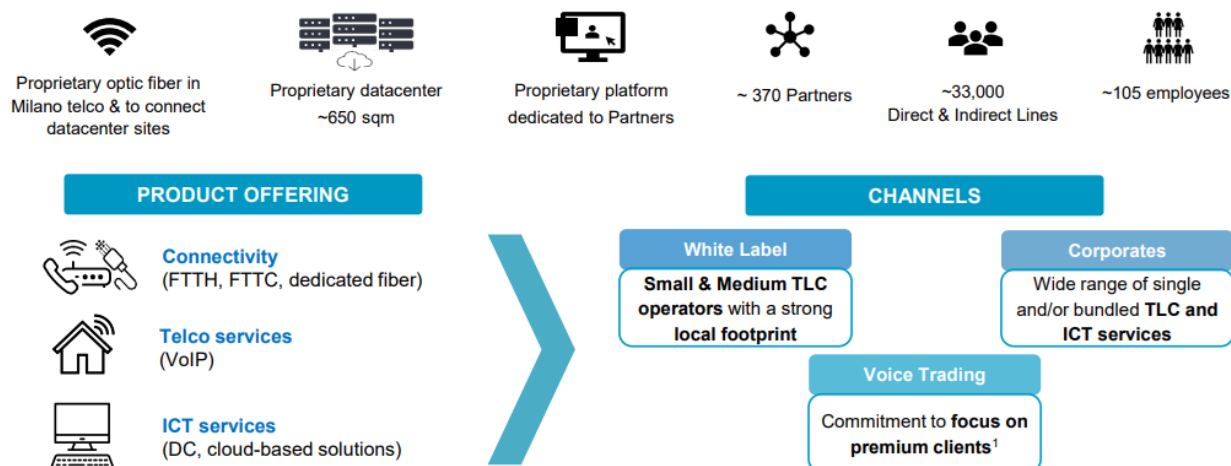 Proprietary optic fiber in
Milano telco & to connect
datacenter sites
Proprietary datacenter
~650 sqm
Proprietary platform
dedicated to Partners
~ 370 Partners
~33,000
Direct & Indirect Lines
~105 employees
PRODUCT OFFERING
Connectivity
(FTTH, FTTC, dedicated fiber)
Telco services
(VoIP)
ICT services
(DC, cloud-based solutions)
CHANNELS
White Label
Small & Medium TLC
operators with a strong
local footprint
Corporates
Wide range of single
and/or bundled TLC and
ICT services
Voice Trading
Commitment to focus on
premium clients¹